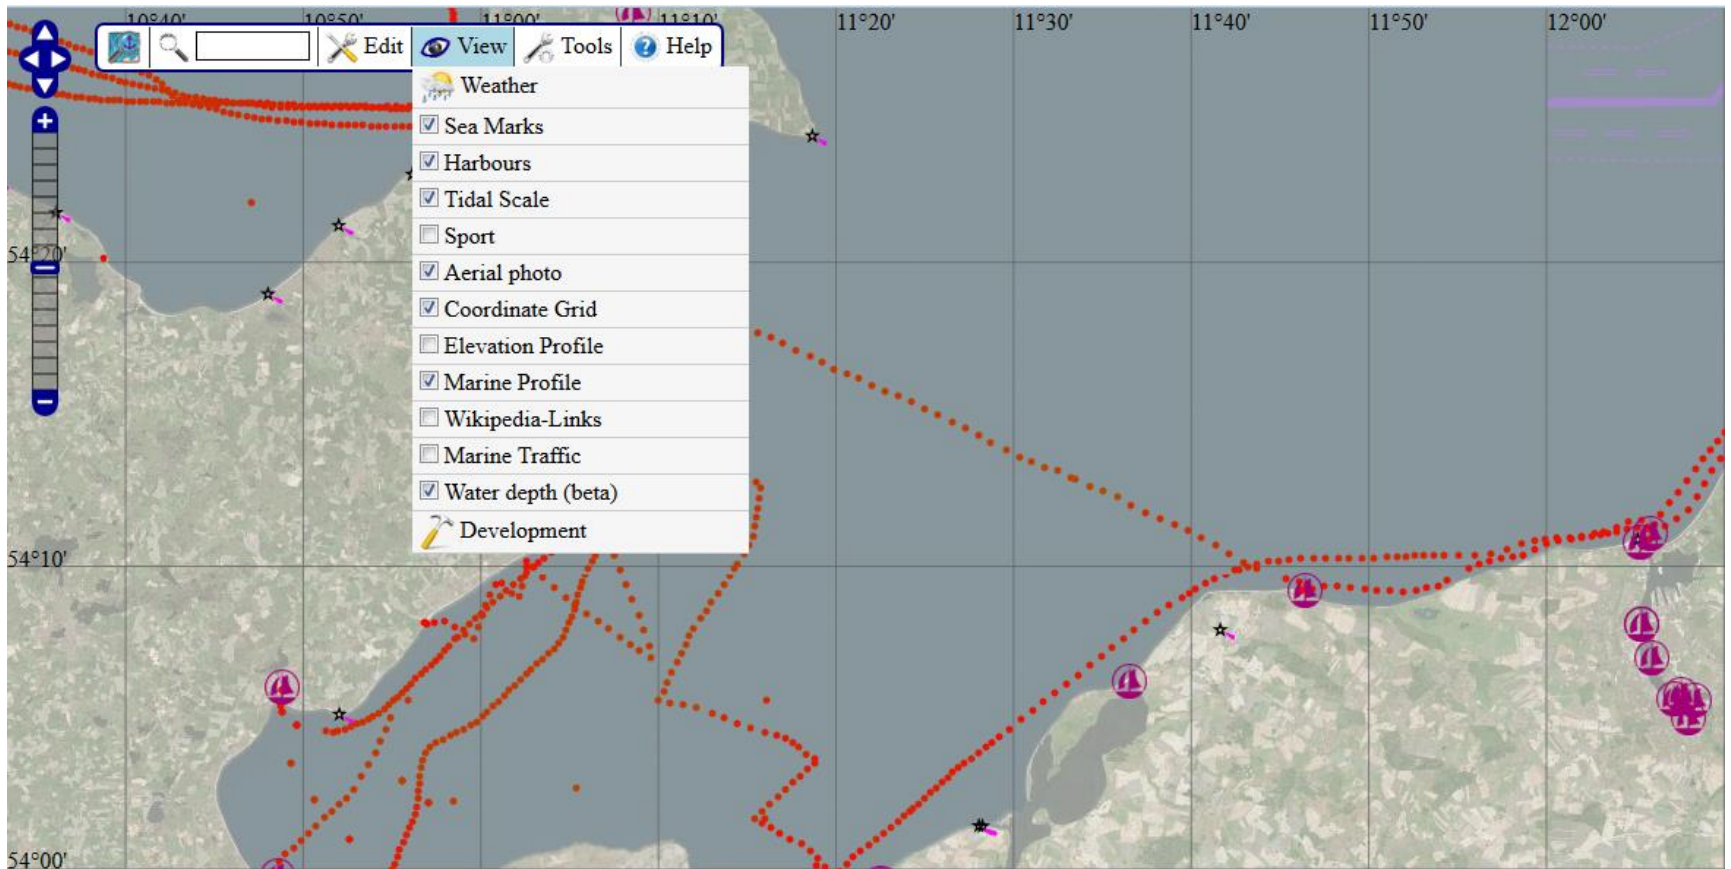 10°40' 10°50' 11°00' 11°10' 11°20' 11°30' 11°40' 11°50' 12°00'
Edit View Tools Help
Weather
Sea Marks
Harbours
Tidal Scale
Sport
54°20'
Aerial photo
Coordinate Grid
Elevation Profile
Marine Profile
Wikipedia-Links
Marine Traffic
Water depth (beta)
Development
54°10'
54°00'